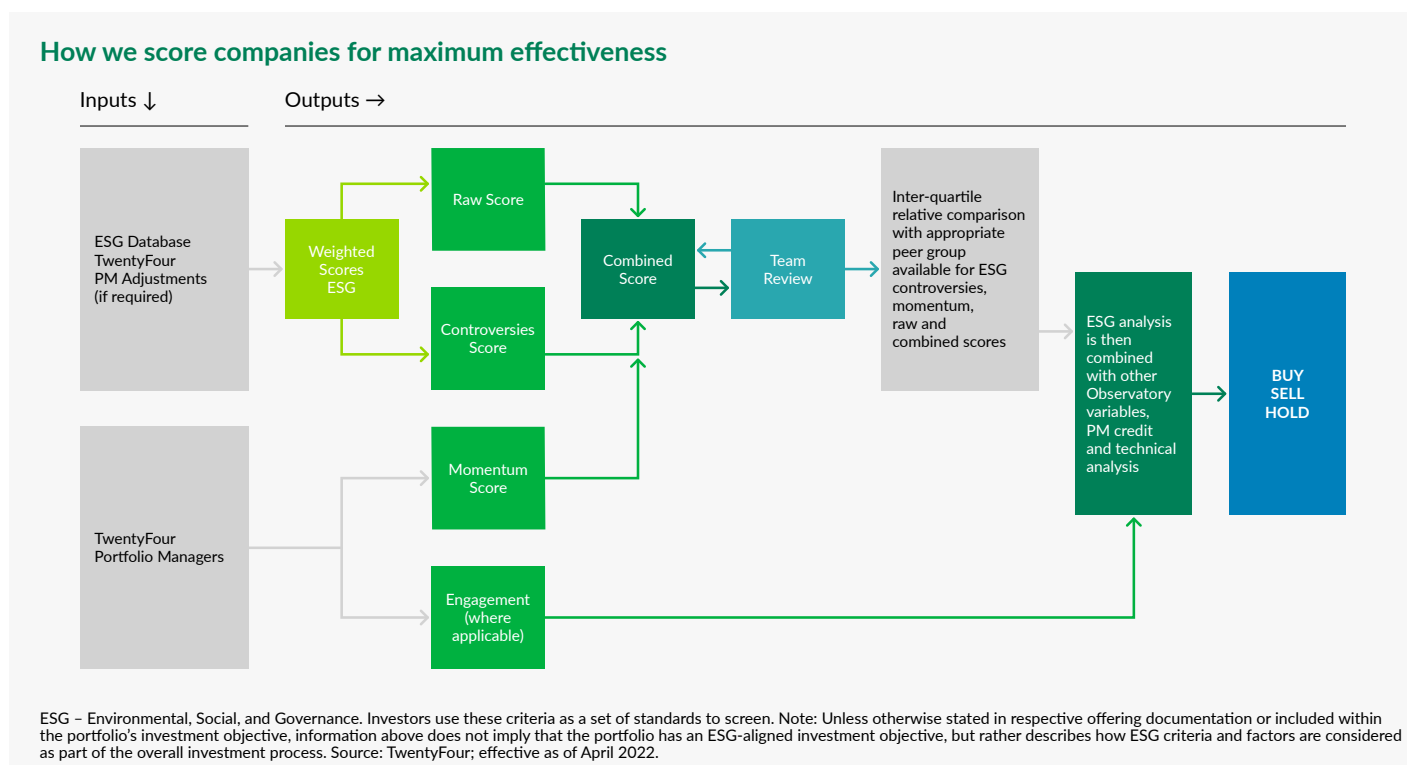 How we score companies for maximum effectiveness
Inputs ↓
Outputs →
ESG Database
TwentyFour
PM Adjustments
(if required)
Weighted
Scores
ESG
Raw Score
Controversies
Score
Combined
Score
Team
Review
Inter-quartile
relative comparison
with appropriate
peer group
available for ESG
controversies,
momentum,
raw and
combined scores
ESG analysis
is then
combined
with other
Observatory
variables,
PM credit
and technical
analysis
BUY
SELL
HOLD
TwentyFour
Portfolio Managers
Momentum
Score
Engagement
(where
applicable)
ESG – Environmental, Social, and Governance. Investors use these criteria as a set of standards to screen. Note: Unless otherwise stated in respective offering documentation or included within
the portfolio's investment objective, information above does not imply that the portfolio has an ESG-aligned investment objective, but rather describes how ESG criteria and factors are considered
as part of the overall investment process. Source: TwentyFour; effective as of April 2022.